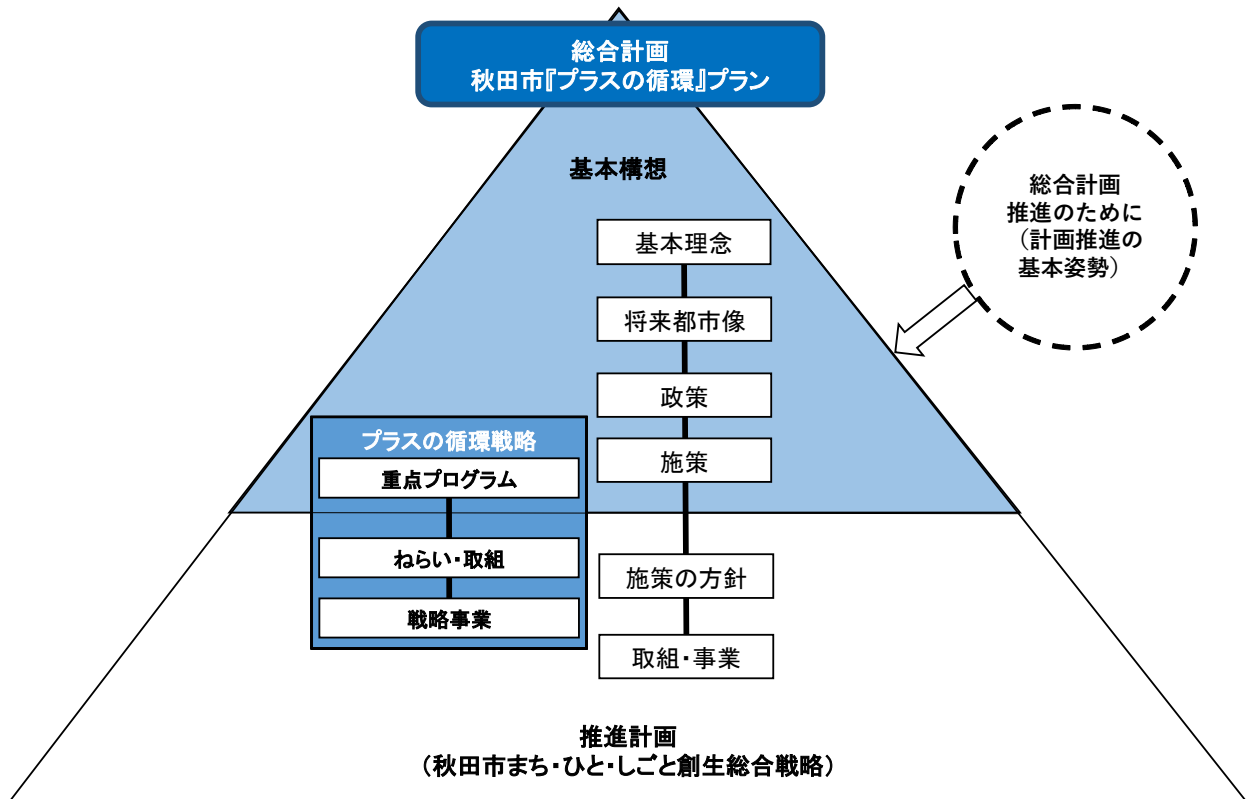 総合計画
秋田市『プラスの循環』プラン
基本構想
基本理念
将来都市像
政策
施策
施策の方針
取組・事業
プラスの循環戦略
重点プログラム
ねらい・取組
戦略事業
総合計画
推進のために
（計画推進の
基本姿勢）
推進計画
（秋田市まち・ひと・しごと創生総合戦略）